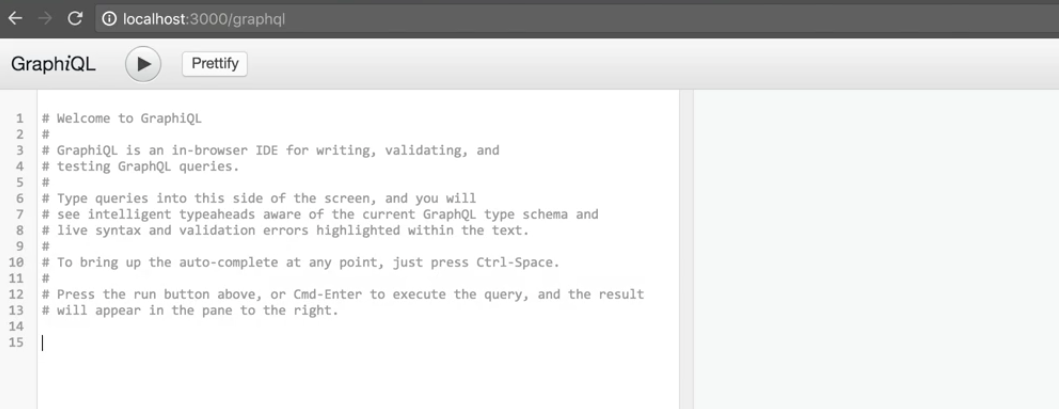 localhost:3000/graphql
GraphiQL Prettify
1 # Welcome to GraphiQL
2 #
3 # GraphiQL is an in-browser IDE for writing, validating, and
4 # testing GraphQL queries.
5 #
6 # Type queries into this side of the screen, and you will
7 # see intelligent typeaheads aware of the current GraphQL type schema and
8 # live syntax and validation errors highlighted within the text.
9 #
10 # To bring up the auto-complete at any point, just press Ctrl-Space.
11 #
12 # Press the run button above, or Cmd-Enter to execute the query, and the result
13 # will appear in the pane to the right.
14
15